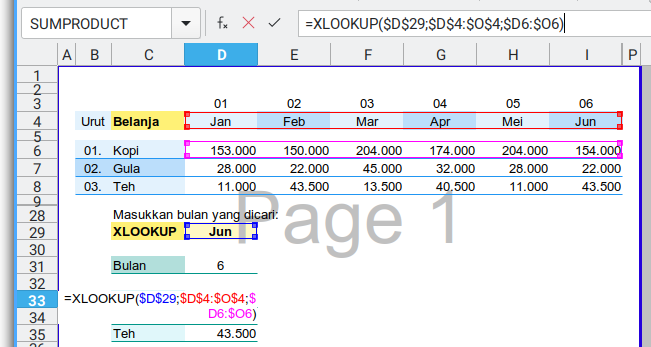 SUMPRODUCT fx =XLOOKUP($D$29;$D$4:$O$4;$D6:$O6)
A B C D E F G H I P
1
2
3 01 02 03 04 05 06
4 Urut Belanja Jan Feb Mar Apr Mei Jun
5
6 01. Kopi 153.000 150.000 204.000 174.000 204.000 154.000
7 02. Gula 28.000 22.000 45.000 32.000 28.000 22.000
8 03. Teh 11.000 43.500 13.500 40.500 11.000 43.500
9
Page 1
28 Masukkan bulan yang dicari:
29 XLOOKUP Jun
30
31 Bulan 6
32
33 =XLOOKUP($D$29;$D$4:$O$4;$
34 D6:$O6)
35 Teh 43.500